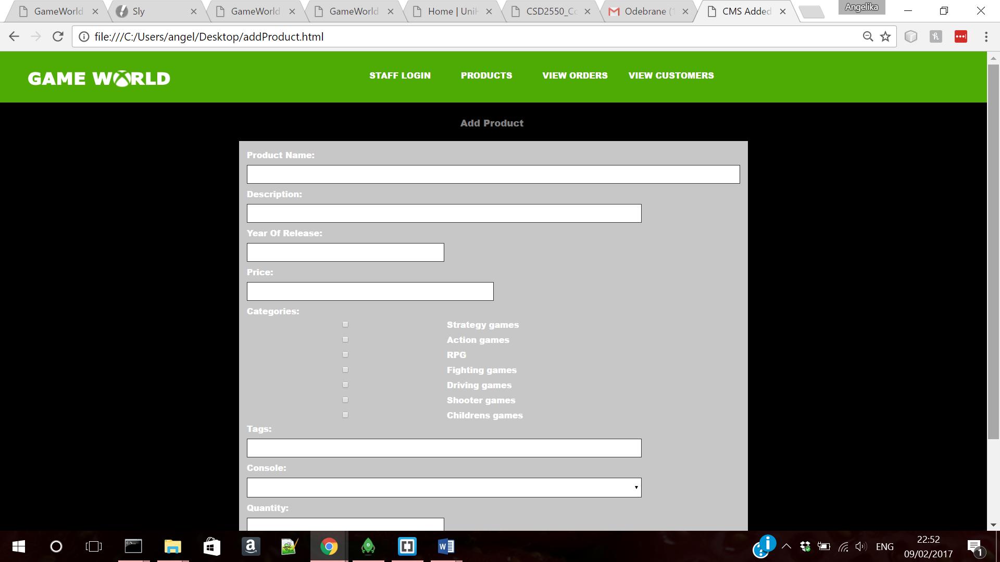 GameWorld
Sly
GameWorld
GameWorld
Home | Uni
CSD2550_Co
Odebrane (1
CMS Added
Angelika
file:///C:/Users/angel/Desktop/addProduct.html
GAME WORLD
STAFF LOGIN
PRODUCTS
VIEW ORDERS
VIEW CUSTOMERS
Add Product
Product Name:
Description:
Year Of Release:
Price:
Categories:
Strategy games
Action games
RPG
Fighting games
Driving games
Shooter games
Childrens games
Tags:
Console:
Quantity:
ENG
22:52
09/02/2017
1